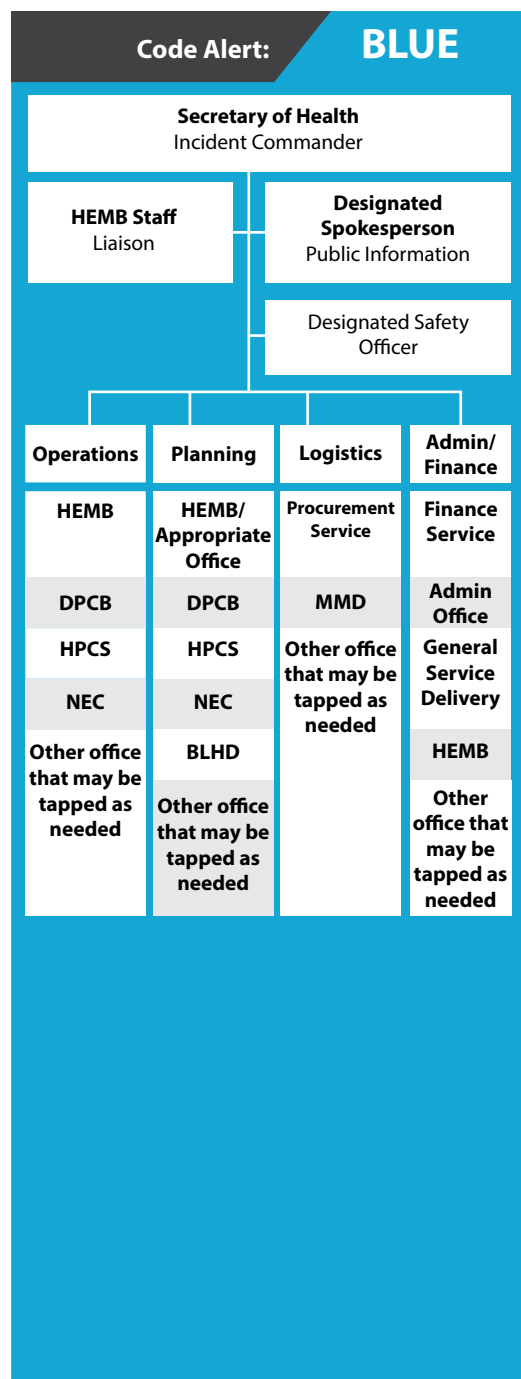 Code Alert: BLUE
Secretary of Health
Incident Commander
HEMB Staff
Liaison
Designated
Spokesperson
Public Information
Designated Safety
Officer
Operations
HEMB
DPCB
HPCS
NEC
Other office
that may be
tapped as
needed
Planning
HEMB/
Appropriate
Office
DPCB
HPCS
NEC
BLHD
Other office
that may be
tapped as
needed
Logistics
Procurement
Service
MMD
Other office
that may be
tapped as
needed
Admin/
Finance
Finance
Service
Admin
Office
General
Service
Delivery
HEMB
Other
office that
may be
tapped as
needed